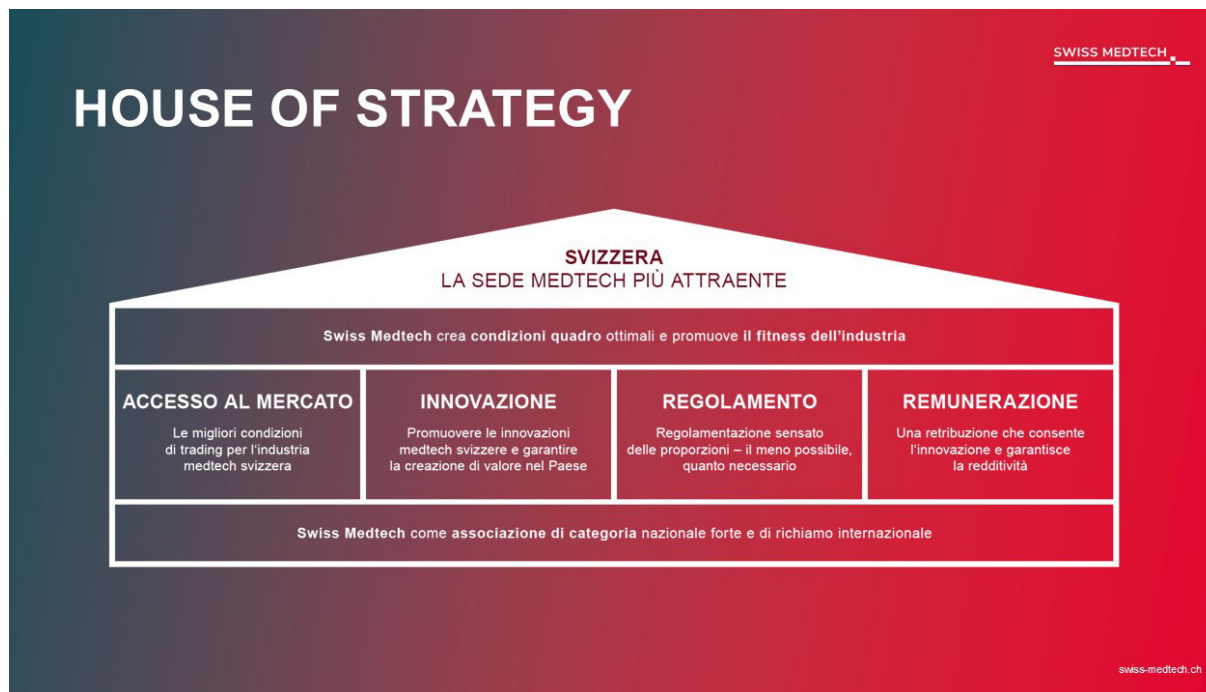 SWISS MEDTECH
HOUSE OF STRATEGY
SVIZZERA
LA SEDE MEDTECH PIÙ ATTRAENTE
Swiss Medtech crea condizioni quadro ottimali e promuove il fitness dell'industria
ACCESSO AL MERCATO
Le migliori condizioni
di trading per l'industria
medtech svizzera
INNOVAZIONE
Promuovere le innovazioni
medtech svizzere e garantire
la creazione di valore nel Paese
REGOLAMENTO
Regolamentazione sensato
delle proporzioni – il meno possibile,
quanto necessario
REMUNERAZIONE
Una retribuzione che consente
l'innovazione e garantisce
la redditività
Swiss Medtech come associazione di categoria nazionale forte e di richiamo internazionale
swiss-medtech.ch